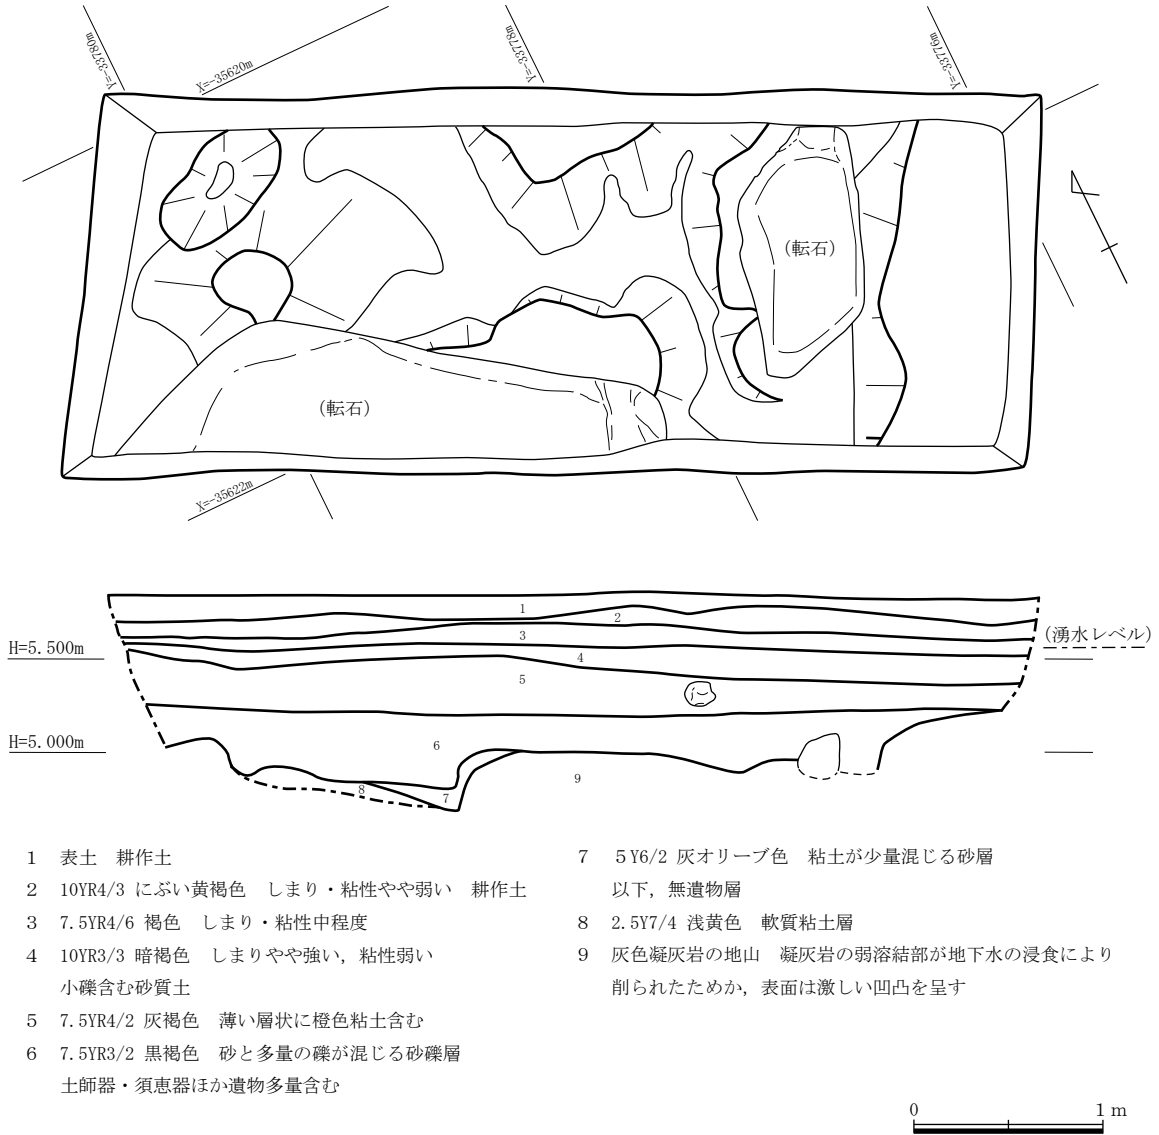 Y=-33780m
X=-35620m
Y=-33778m
Y=-33776m
(転石)
(転石)
X=-35622m
1
2
3
(湧水レベル)
H=5.500m
4
5
H=5.000m
6
9
8
7
1 表土 耕作土
2 10YR4/3 にぶい黄褐色 しまり・粘性やや弱い 耕作土
3 7.5YR4/6 褐色 しまり・粘性中程度
4 10YR3/3 暗褐色 しまりやや強い，粘性弱い
小礫含む砂質土
5 7.5YR4/2 灰褐色 薄い層状に橙色粘土含む
6 7.5YR3/2 黒褐色 砂と多量の礫が混じる砂礫層
土師器・須恵器ほか遺物多量含む
7 5Y6/2 灰オリーブ色 粘土が少量混じる砂層
以下，無遺物層
8 2.5Y7/4 浅黄色 軟質粘土層
9 灰色凝灰岩の地山 凝灰岩の弱溶結部が地下水の浸食により
削られたためか，表面は激しい凹凸を呈す
0 1 m